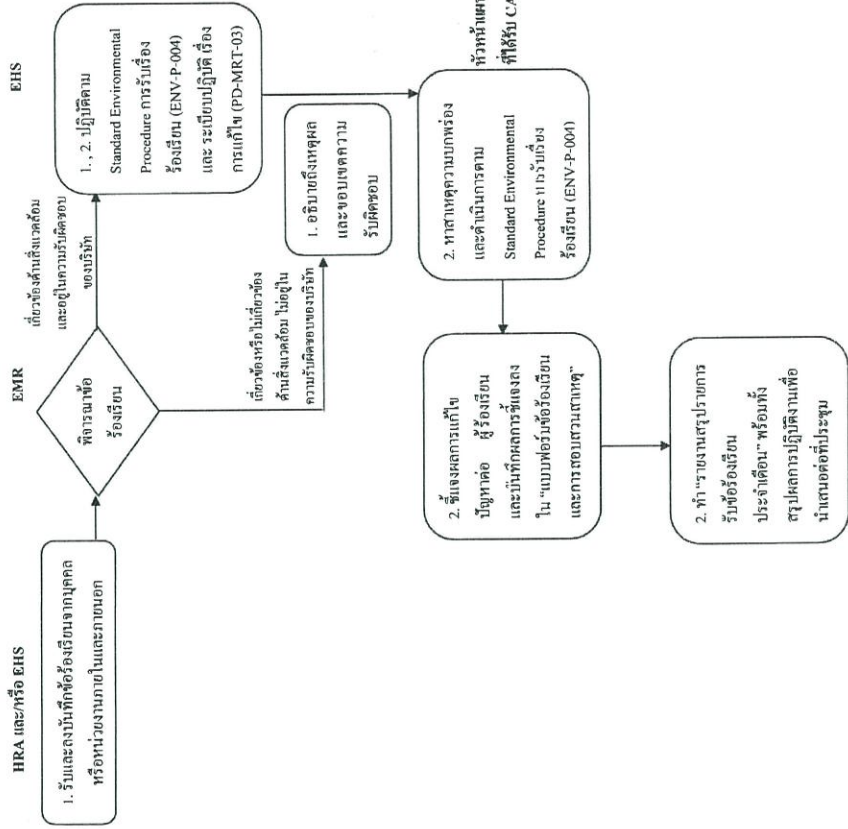 HRA และ/หรือ EHS
1. รับและลงบันทึกข้อร้องเรียนจากบุคคล
หรือหน่วยงานภายในและภายนอก
EMR
พิจารณาข้อ
ร้องเรียน
เกี่ยวข้องด้านสิ่งแวดล้อม
และอยู่ในความรับผิดชอบ
ของบริษัท
EHS
1. , 2. ปฏิบัติตาม
Standard Environmental
Procedure การรับเรื่อง
ร้องเรียน (ENV-P-004)
และ ระเบียบปฏิบัติ เรื่อง
การแก้ไข (PD-MRT-03)
เกี่ยวข้องหรือไม่เกี่ยวข้อง
ด้านสิ่งแวดล้อม ไม่อยู่ใน
ความรับผิดชอบของบริษัท
1. อธิบายถึงเหตุผล
และขอบเขตความ
รับผิดชอบ
หัวหน้าแผน
ที่ได้รับ CA
2. หาสาเหตุความบกพร่อง
และดำเนินการตาม
Standard Environmental
Procedure การรับเรื่อง
ร้องเรียน (ENV-P-004)
2. ชี้แจงผลการแก้ไข
ปัญหาต่อ ผู้ร้องเรียน
และบันทึกผลการชี้แจงลง
ใน "แบบฟอร์มข้อร้องเรียน
และการสอบสวนสาเหตุ"
2. ทำ "รายงานสรุปรายการ
รับข้อร้องเรียน
ประจำเดือน" พร้อมทั้ง
สรุปผลการปฏิบัติงานเพื่อ
นำเสนอต่อที่ประชุม